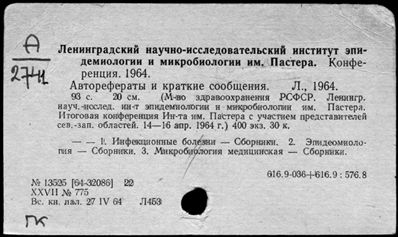 А
2741
Ленинградский научно-исследовательский институт эпи-
демиологии и микробиологии им. Пастера. Конфе-
ренция. 1964.
Авторефераты и краткие сообщения. Л., 1964.
93 с. 20 см. (М-во здравоохранения РСФСР. Ленингр.
науч.-исслед. ин-т эпидемиологии и микробиологии им. Пастера.
Итоговая конференция Ин-та им. Пастера с участием представителей
сев.-зап. областей. 14—16 апр. 1964 г.) 400 экз. 30 к.
— — 1. Инфекционные болезни — Сборники. 2. Эпидемиоло-
гия — Сборники. 3. Микробиология медицинская — Сборники.
616.9-036+616.9 : 576.8
№ 13525 [64-32086] 22
XXVII № 775
Вс. кн. пал. 27 IV 64 Л453
ГК